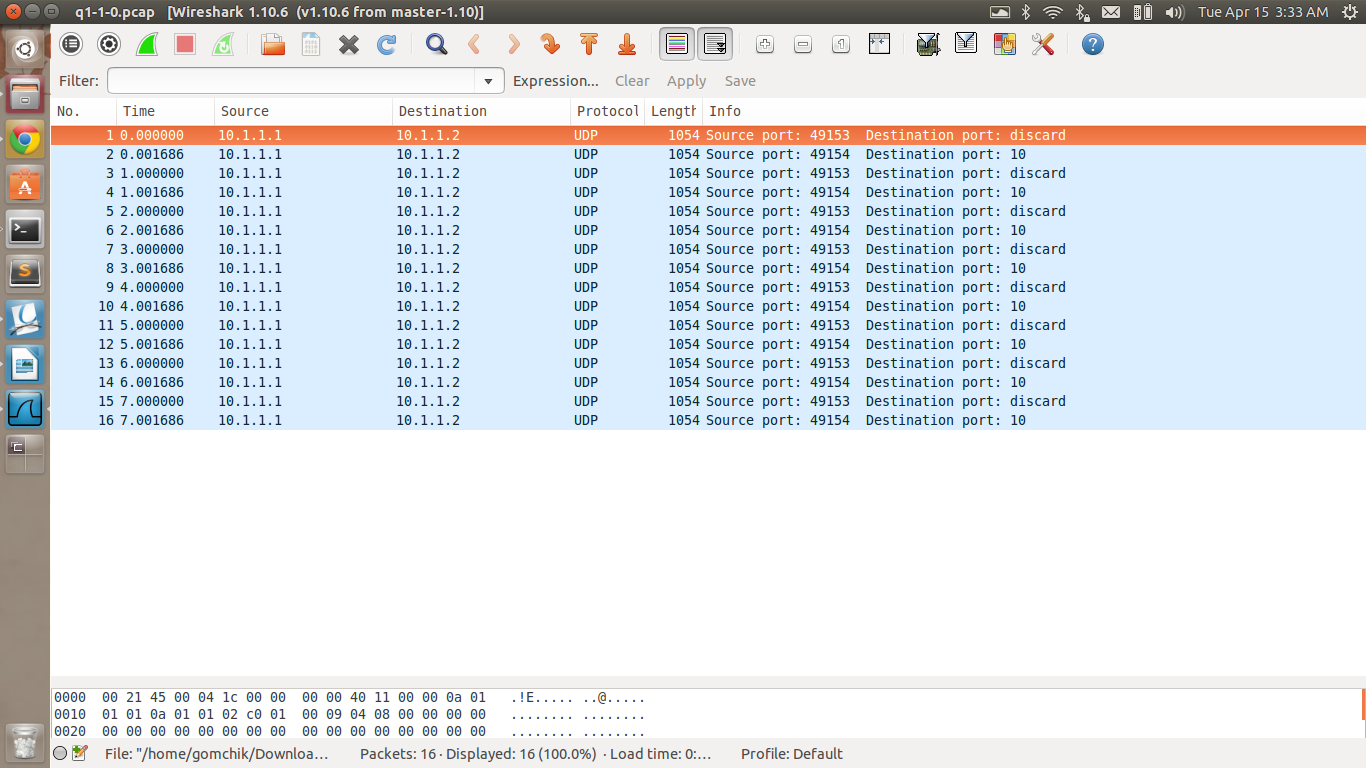 q1-1-0.pcap   [Wireshark 1.10.6  (v1.10.6 from master-1.10)] Tue Apr 15 3:33 AM
Filter: Expression... Clear Apply Save
No. Time Source Destination Protocol Length Info
1 0.000000 10.1.1.1 10.1.1.2 UDP 1054 Source port: 49153  Destination port: discard
2 0.001686 10.1.1.1 10.1.1.2 UDP 1054 Source port: 49154  Destination port: 10
3 1.000000 10.1.1.1 10.1.1.2 UDP 1054 Source port: 49153  Destination port: discard
4 1.001686 10.1.1.1 10.1.1.2 UDP 1054 Source port: 49154  Destination port: 10
5 2.000000 10.1.1.1 10.1.1.2 UDP 1054 Source port: 49153  Destination port: discard
6 2.001686 10.1.1.1 10.1.1.2 UDP 1054 Source port: 49154  Destination port: 10
7 3.000000 10.1.1.1 10.1.1.2 UDP 1054 Source port: 49153  Destination port: discard
8 3.001686 10.1.1.1 10.1.1.2 UDP 1054 Source port: 49154  Destination port: 10
9 4.000000 10.1.1.1 10.1.1.2 UDP 1054 Source port: 49153  Destination port: discard
10 4.001686 10.1.1.1 10.1.1.2 UDP 1054 Source port: 49154  Destination port: 10
11 5.000000 10.1.1.1 10.1.1.2 UDP 1054 Source port: 49153  Destination port: discard
12 5.001686 10.1.1.1 10.1.1.2 UDP 1054 Source port: 49154  Destination port: 10
13 6.000000 10.1.1.1 10.1.1.2 UDP 1054 Source port: 49153  Destination port: discard
14 6.001686 10.1.1.1 10.1.1.2 UDP 1054 Source port: 49154  Destination port: 10
15 7.000000 10.1.1.1 10.1.1.2 UDP 1054 Source port: 49153  Destination port: discard
16 7.001686 10.1.1.1 10.1.1.2 UDP 1054 Source port: 49154  Destination port: 10
0000  00 21 45 00 04 1c 00 00  00 00 40 11 00 00 0a 01   .!E..... ..@.....
0010  01 01 0a 01 01 02 c0 01  00 09 04 08 00 00 00 00   ........ ........
0020  00 00 00 00 00 00 00 00  00 00 00 00 00 00 00 00   ........ ........
File: "/home/gomchik/Downloa… Packets: 16 · Displayed: 16 (100.0%) · Load time: 0:… Profile: Default